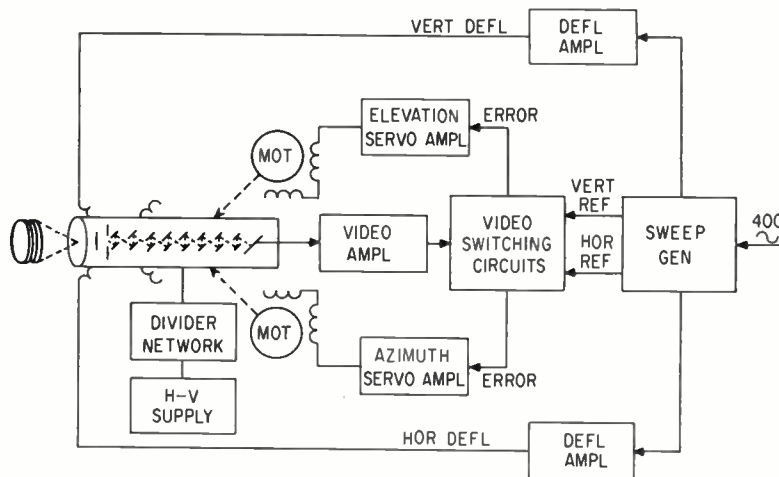 VERT DEFL
DEFL
AMPL
ELEVATION
SERVO AMPL
ERROR
MOT
VERT
REF
VIDEO
AMPL
VIDEO
SWITCHING
CIRCUITS
HOR
REF
SWEEP
GEN
400
MOT
DIVIDER
NETWORK
AZIMUTH
SERVO AMPL
ERROR
H-V
SUPPLY
HOR DEFL
DEFL
AMPL